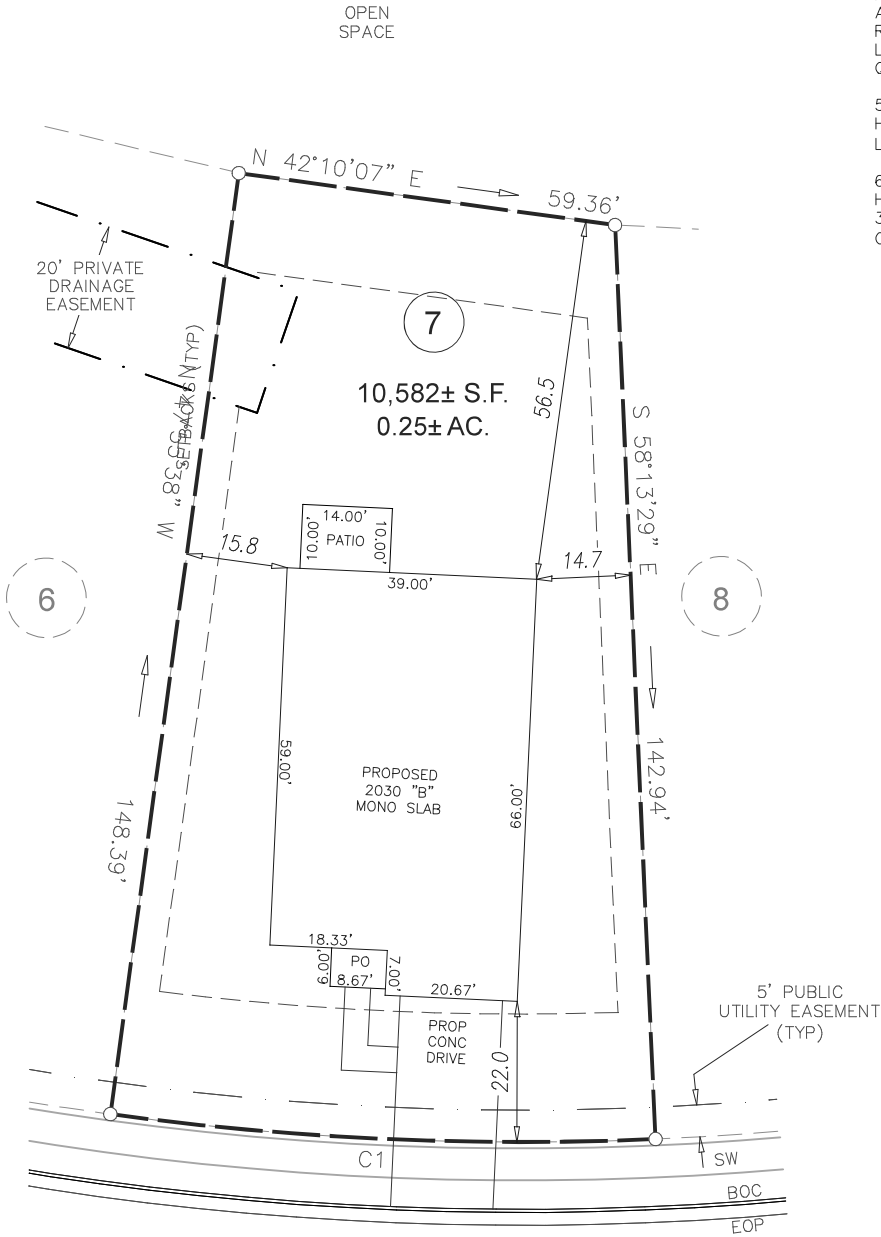 OPEN
SPACE
N 42°10'07" E
59.36'
20' PRIVATE
DRAINAGE
EASEMENT
7
10,582± S.F.
0.25± AC.
56.5
SETBACKS (TYP)
W
S 58°13'29" E
14.00'
PATIO
10.00'
10.00'
15.8
14.7
39.00'
6
8
59.00'
PROPOSED
2030 "B"
MONO SLAB
66.00'
142.94'
148.39'
18.33'
PO
6.00'
8.67'
7.00'
20.67'
PROP
CONC
DRIVE
22.0
5' PUBLIC
UTILITY EASEMENT
(TYP)
C1
SW
BOC
EOP